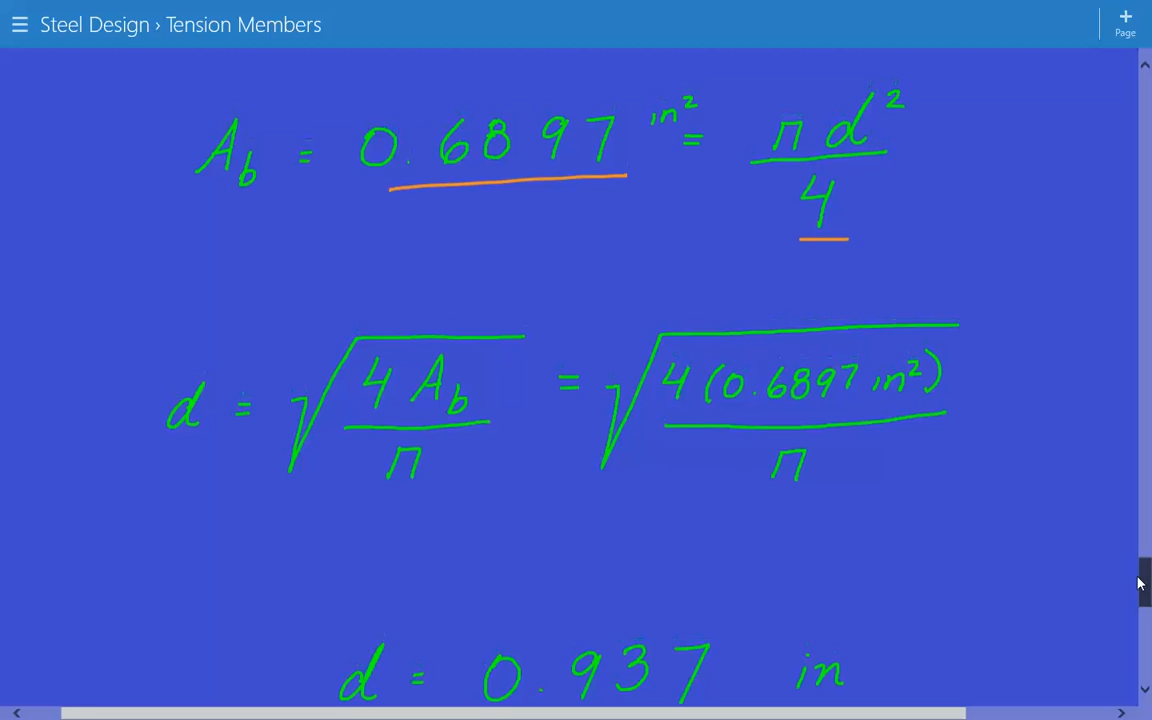 Steel Design › Tension Members
Page
A_b = 0.6897 in² = πd²/4
d = √(4A_b/π) = √(4(0.6897 in²)/π)
d = 0.937 in